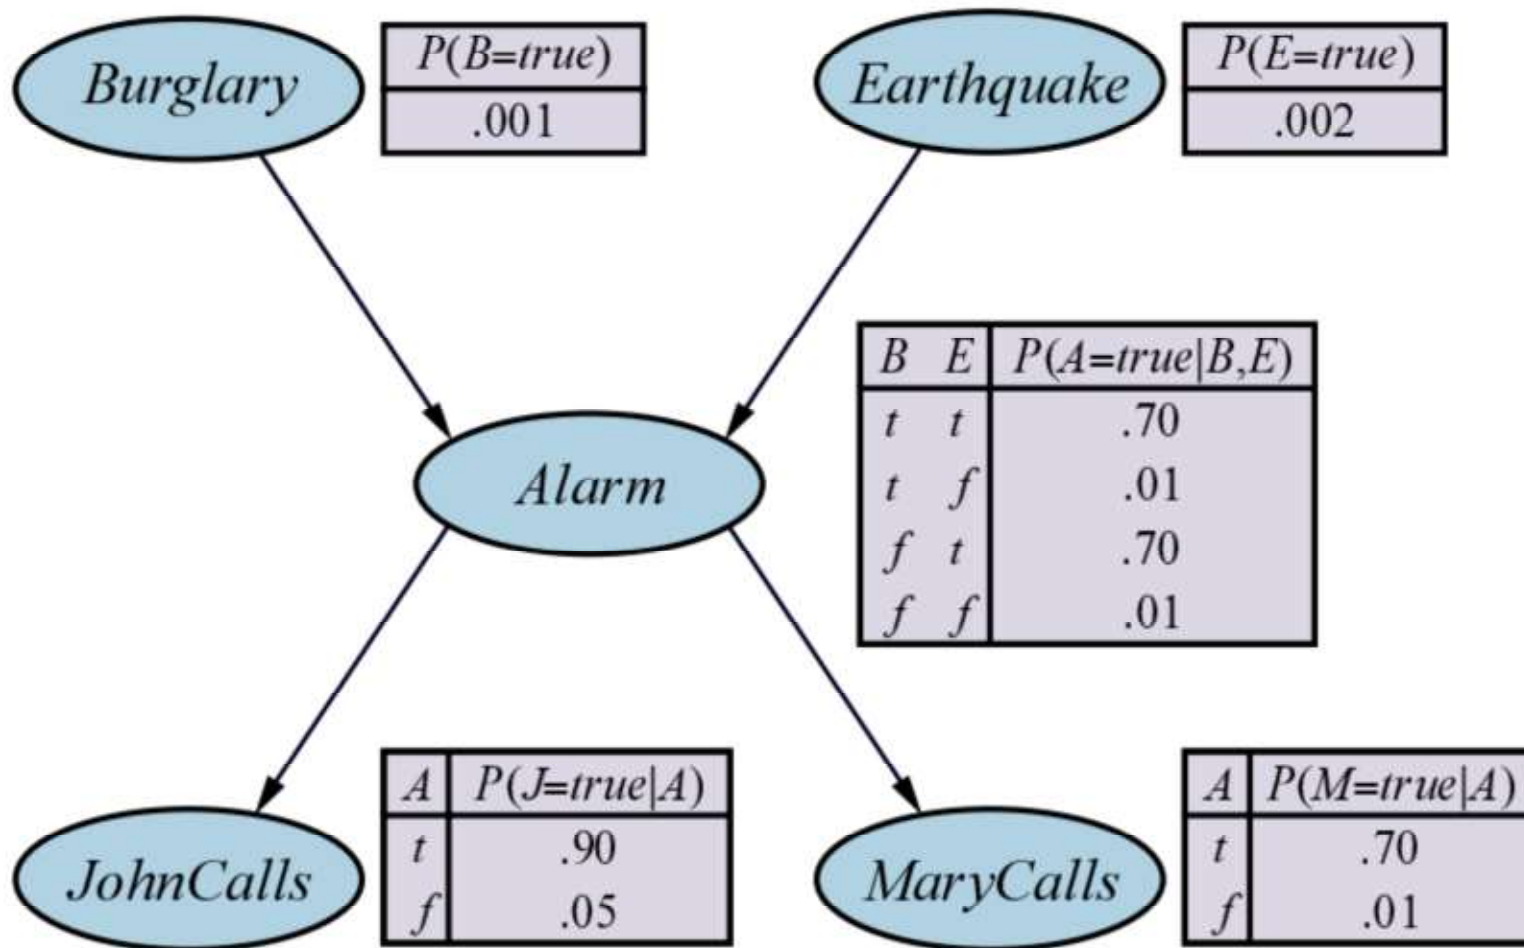 Burglary
P(B=true)
.001
Earthquake
P(E=true)
.002
B E P(A=true|B,E)
t t .70
t f .01
f t .70
f f .01
Alarm
A P(J=true|A)
t .90
f .05
JohnCalls
A P(M=true|A)
t .70
f .01
MaryCalls